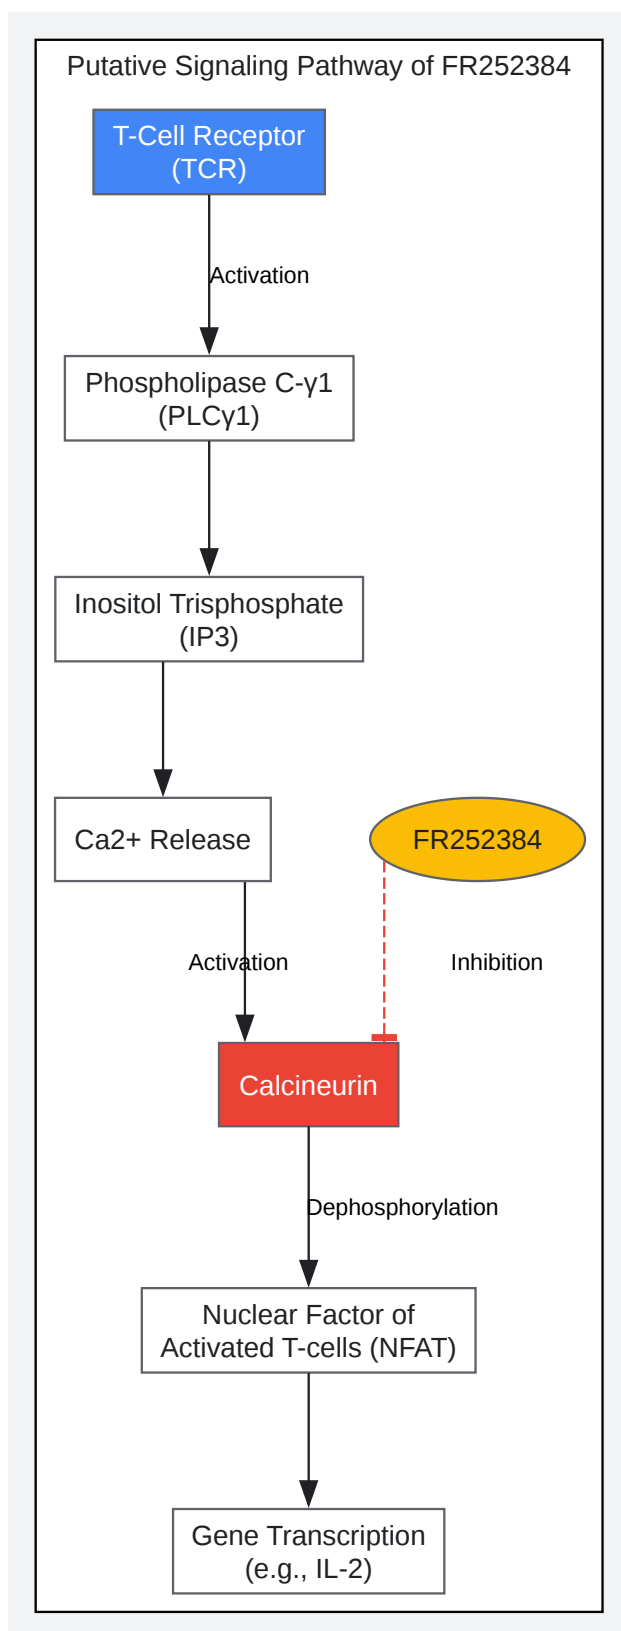 Putative Signaling Pathway of FR252384
T-Cell Receptor
(TCR)
Activation
Phospholipase C-γ1
(PLCγ1)
Inositol Trisphosphate
(IP3)
Ca2+ Release
FR252384
Activation
Inhibition
Calcineurin
Dephosphorylation
Nuclear Factor of
Activated T-cells (NFAT)
Gene Transcription
(e.g., IL-2)